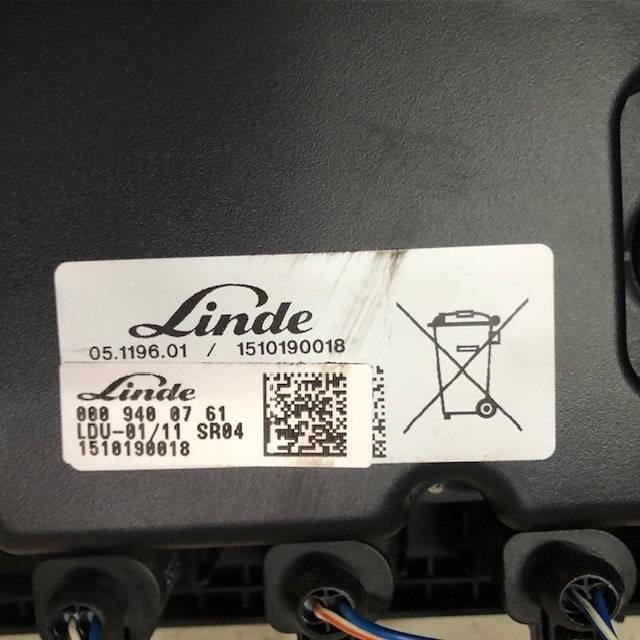 Linde
05.1196.01 / 1510190018
Linde
000 940 07 61
LDU-01/11 SR04
1510190018